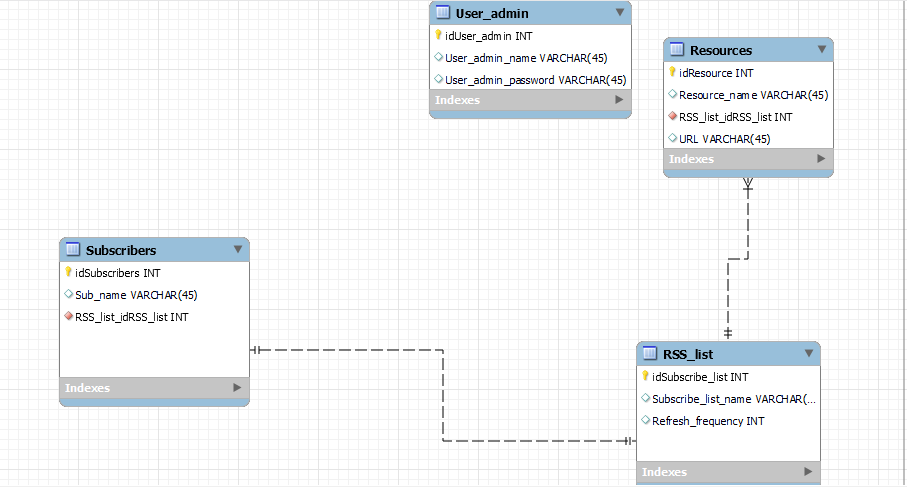 User_admin
idUser_admin INT
User_admin_name VARCHAR(45)
User_admin_password VARCHAR(45)
Indexes
Resources
idResource INT
Resource_name VARCHAR(45)
RSS_list_idRSS_list INT
URL VARCHAR(45)
Indexes
Subscribers
idSubscribers INT
Sub_name VARCHAR(45)
RSS_list_idRSS_list INT
Indexes
RSS_list
idSubscribe_list INT
Subscribe_list_name VARCHAR(...
Refresh_frequency INT
Indexes